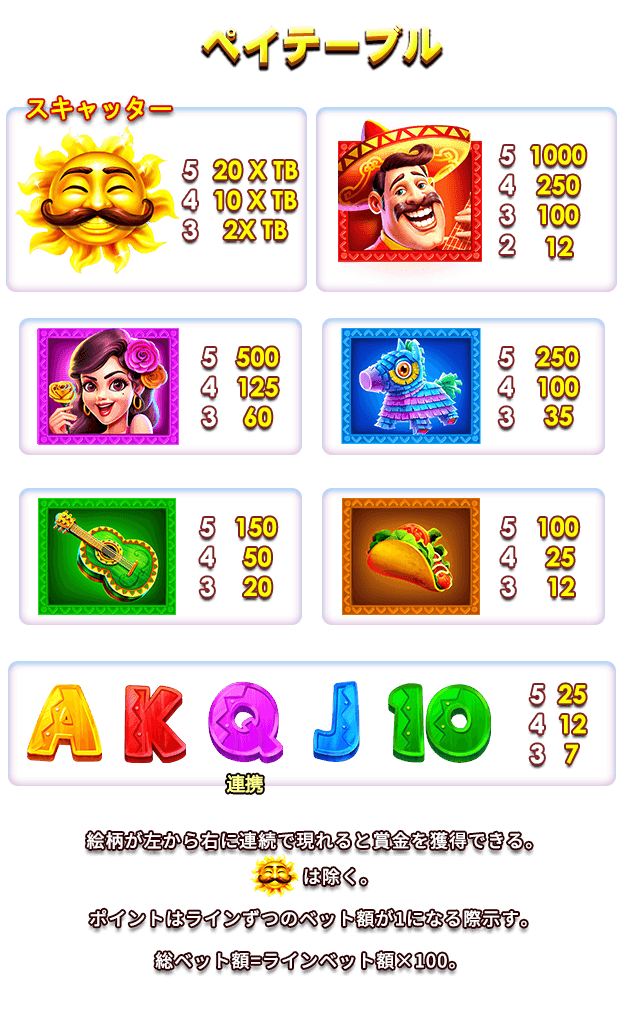 ペイテーブル
スキャッター
5 20 X TB
4 10 X TB
3 2X TB
5 1000
4 250
3 100
2 12
5 500
4 125
3 60
5 250
4 100
3 35
5 150
4 50
3 20
5 100
4 25
3 12
A K Q J 10
5 25
4 12
3 7
連携
絵柄が左から右に連続で現れると賞金を獲得できる。
は除く。
ポイントはラインずつのベット額が1になる際示す。
総ベット額=ラインベット額×100。